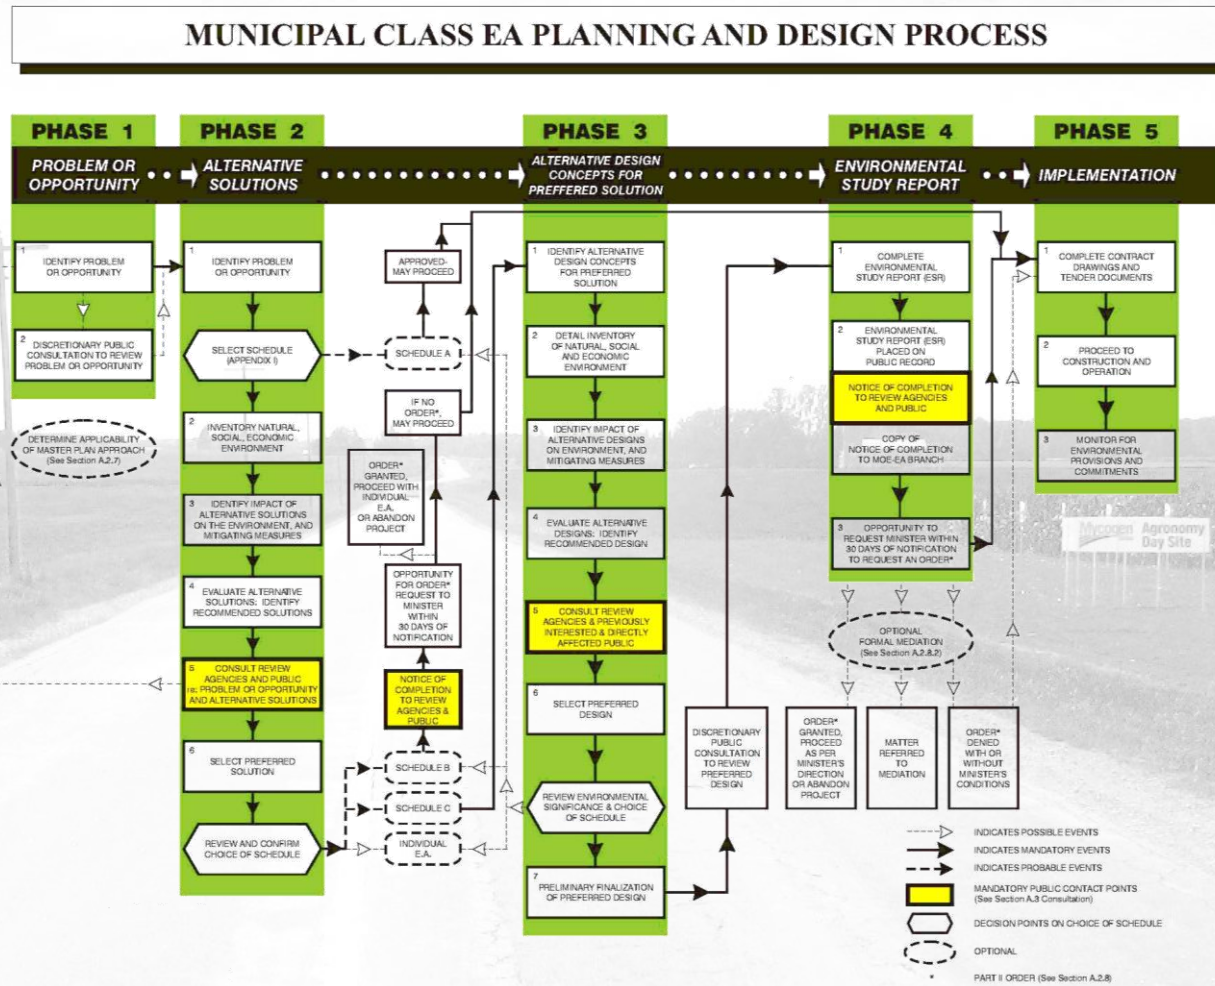 MUNICIPAL CLASS EA PLANNING AND DESIGN PROCESS
PHASE 1
PROBLEM OR
OPPORTUNITY
1
IDENTIFY PROBLEM
OR OPPORTUNITY
2
DISCRETIONARY PUBLIC
CONSULTATION TO REVIEW
PROBLEM OR OPPORTUNITY
DETERMINE APPLICABILITY
OF MASTER PLAN APPROACH
(See Section A.2.7)
PHASE 2
ALTERNATIVE
SOLUTIONS
1
IDENTIFY PROBLEM
OR OPPORTUNITY
SELECT SCHEDULE
(APPENDIX I)
2
INVENTORY NATURAL,
SOCIAL, ECONOMIC
ENVIRONMENT
3
IDENTIFY IMPACT OF
ALTERNATIVE SOLUTIONS
ON THE ENVIRONMENT, AND
MITIGATING MEASURES
4
EVALUATE ALTERNATIVE
SOLUTIONS: IDENTIFY
RECOMMENDED SOLUTIONS
5
CONSULT REVIEW
AGENCIES AND PUBLIC
re: PROBLEM OR OPPORTUNITY
AND ALTERNATIVE SOLUTIONS
6
SELECT PREFERRED
SOLUTION
REVIEW AND CONFIRM
CHOICE OF SCHEDULE
APPROVED-
MAY PROCEED
SCHEDULE A
IF NO
ORDER*,
MAY PROCEED
ORDER*
GRANTED,
PROCEED WITH
INDIVIDUAL
E.A.
OR ABANDON
PROJECT
OPPORTUNITY
FOR ORDER*
REQUEST TO
MINISTER
WITHIN
30 DAYS OF
NOTIFICATION
NOTICE OF
COMPLETION
TO REVIEW
AGENCIES &
PUBLIC
SCHEDULE B
SCHEDULE C
INDIVIDUAL
E.A.
PHASE 3
ALTERNATIVE DESIGN
CONCEPTS FOR
PREFFERED SOLUTION
1
IDENTIFY ALTERNATIVE
DESIGN CONCEPTS
FOR PREFERRED
SOLUTION
2
DETAIL INVENTORY
OF NATURAL, SOCIAL
AND ECONOMIC
ENVIRONMENT
3
IDENTIFY IMPACT OF
ALTERNATIVE DESIGNS
ON ENVIRONMENT, AND
MITIGATING MEASURES
4
EVALUATE ALTERNATIVE
DESIGNS: IDENTIFY
RECOMMENDED DESIGN
5
CONSULT REVIEW
AGENCIES & PREVIOUSLY
INTERESTED & DIRECTLY
AFFECTED PUBLIC
6
SELECT PREFERRED
DESIGN
REVIEW ENVIRONMENTAL
SIGNIFICANCE & CHOICE
OF SCHEDULE
7
PRELIMINARY FINALIZATION
OF PREFERRED DESIGN
DISCRETIONARY
PUBLIC
CONSULTATION
TO REVIEW
PREFERRED
DESIGN
PHASE 4
ENVIRONMENTAL
STUDY REPORT
1
COMPLETE
ENVIRONMENTAL
STUDY REPORT (ESR)
2
ENVIRONMENTAL
STUDY REPORT (ESR)
PLACED ON
PUBLIC RECORD
NOTICE OF COMPLETION
TO REVIEW AGENCIES
AND PUBLIC
COPY OF
NOTICE OF COMPLETION
TO MOE-EA BRANCH
3
OPPORTUNITY TO
REQUEST MINISTER WITHIN
30 DAYS OF NOTIFICATION
TO REQUEST AN ORDER*
OPTIONAL
FORMAL MEDIATION
(See Section A.2.8.2)
ORDER*
GRANTED,
PROCEED
AS PER
MINISTER'S
DIRECTION
OR ABANDON
PROJECT
MATTER
REFERRED
TO
MEDIATION
ORDER*
DENIED WITH
OR WITHOUT
MINISTER'S
CONDITIONS
PHASE 5
IMPLEMENTATION
1
COMPLETE CONTRACT
DRAWINGS AND
TENDER DOCUMENTS
2
PROCEED TO
CONSTRUCTION AND
OPERATION
3
MONITOR FOR
ENVIRONMENTAL
PROVISIONS AND
COMMITMENTS
Agronomy
Day Site
INDICATES POSSIBLE EVENTS
INDICATES MANDATORY EVENTS
INDICATES PROBABLE EVENTS
MANDATORY PUBLIC CONTACT POINTS
(See Section A.3 Consultation)
DECISION POINTS ON CHOICE OF SCHEDULE
OPTIONAL
* PART II ORDER (See Section A.2.8)